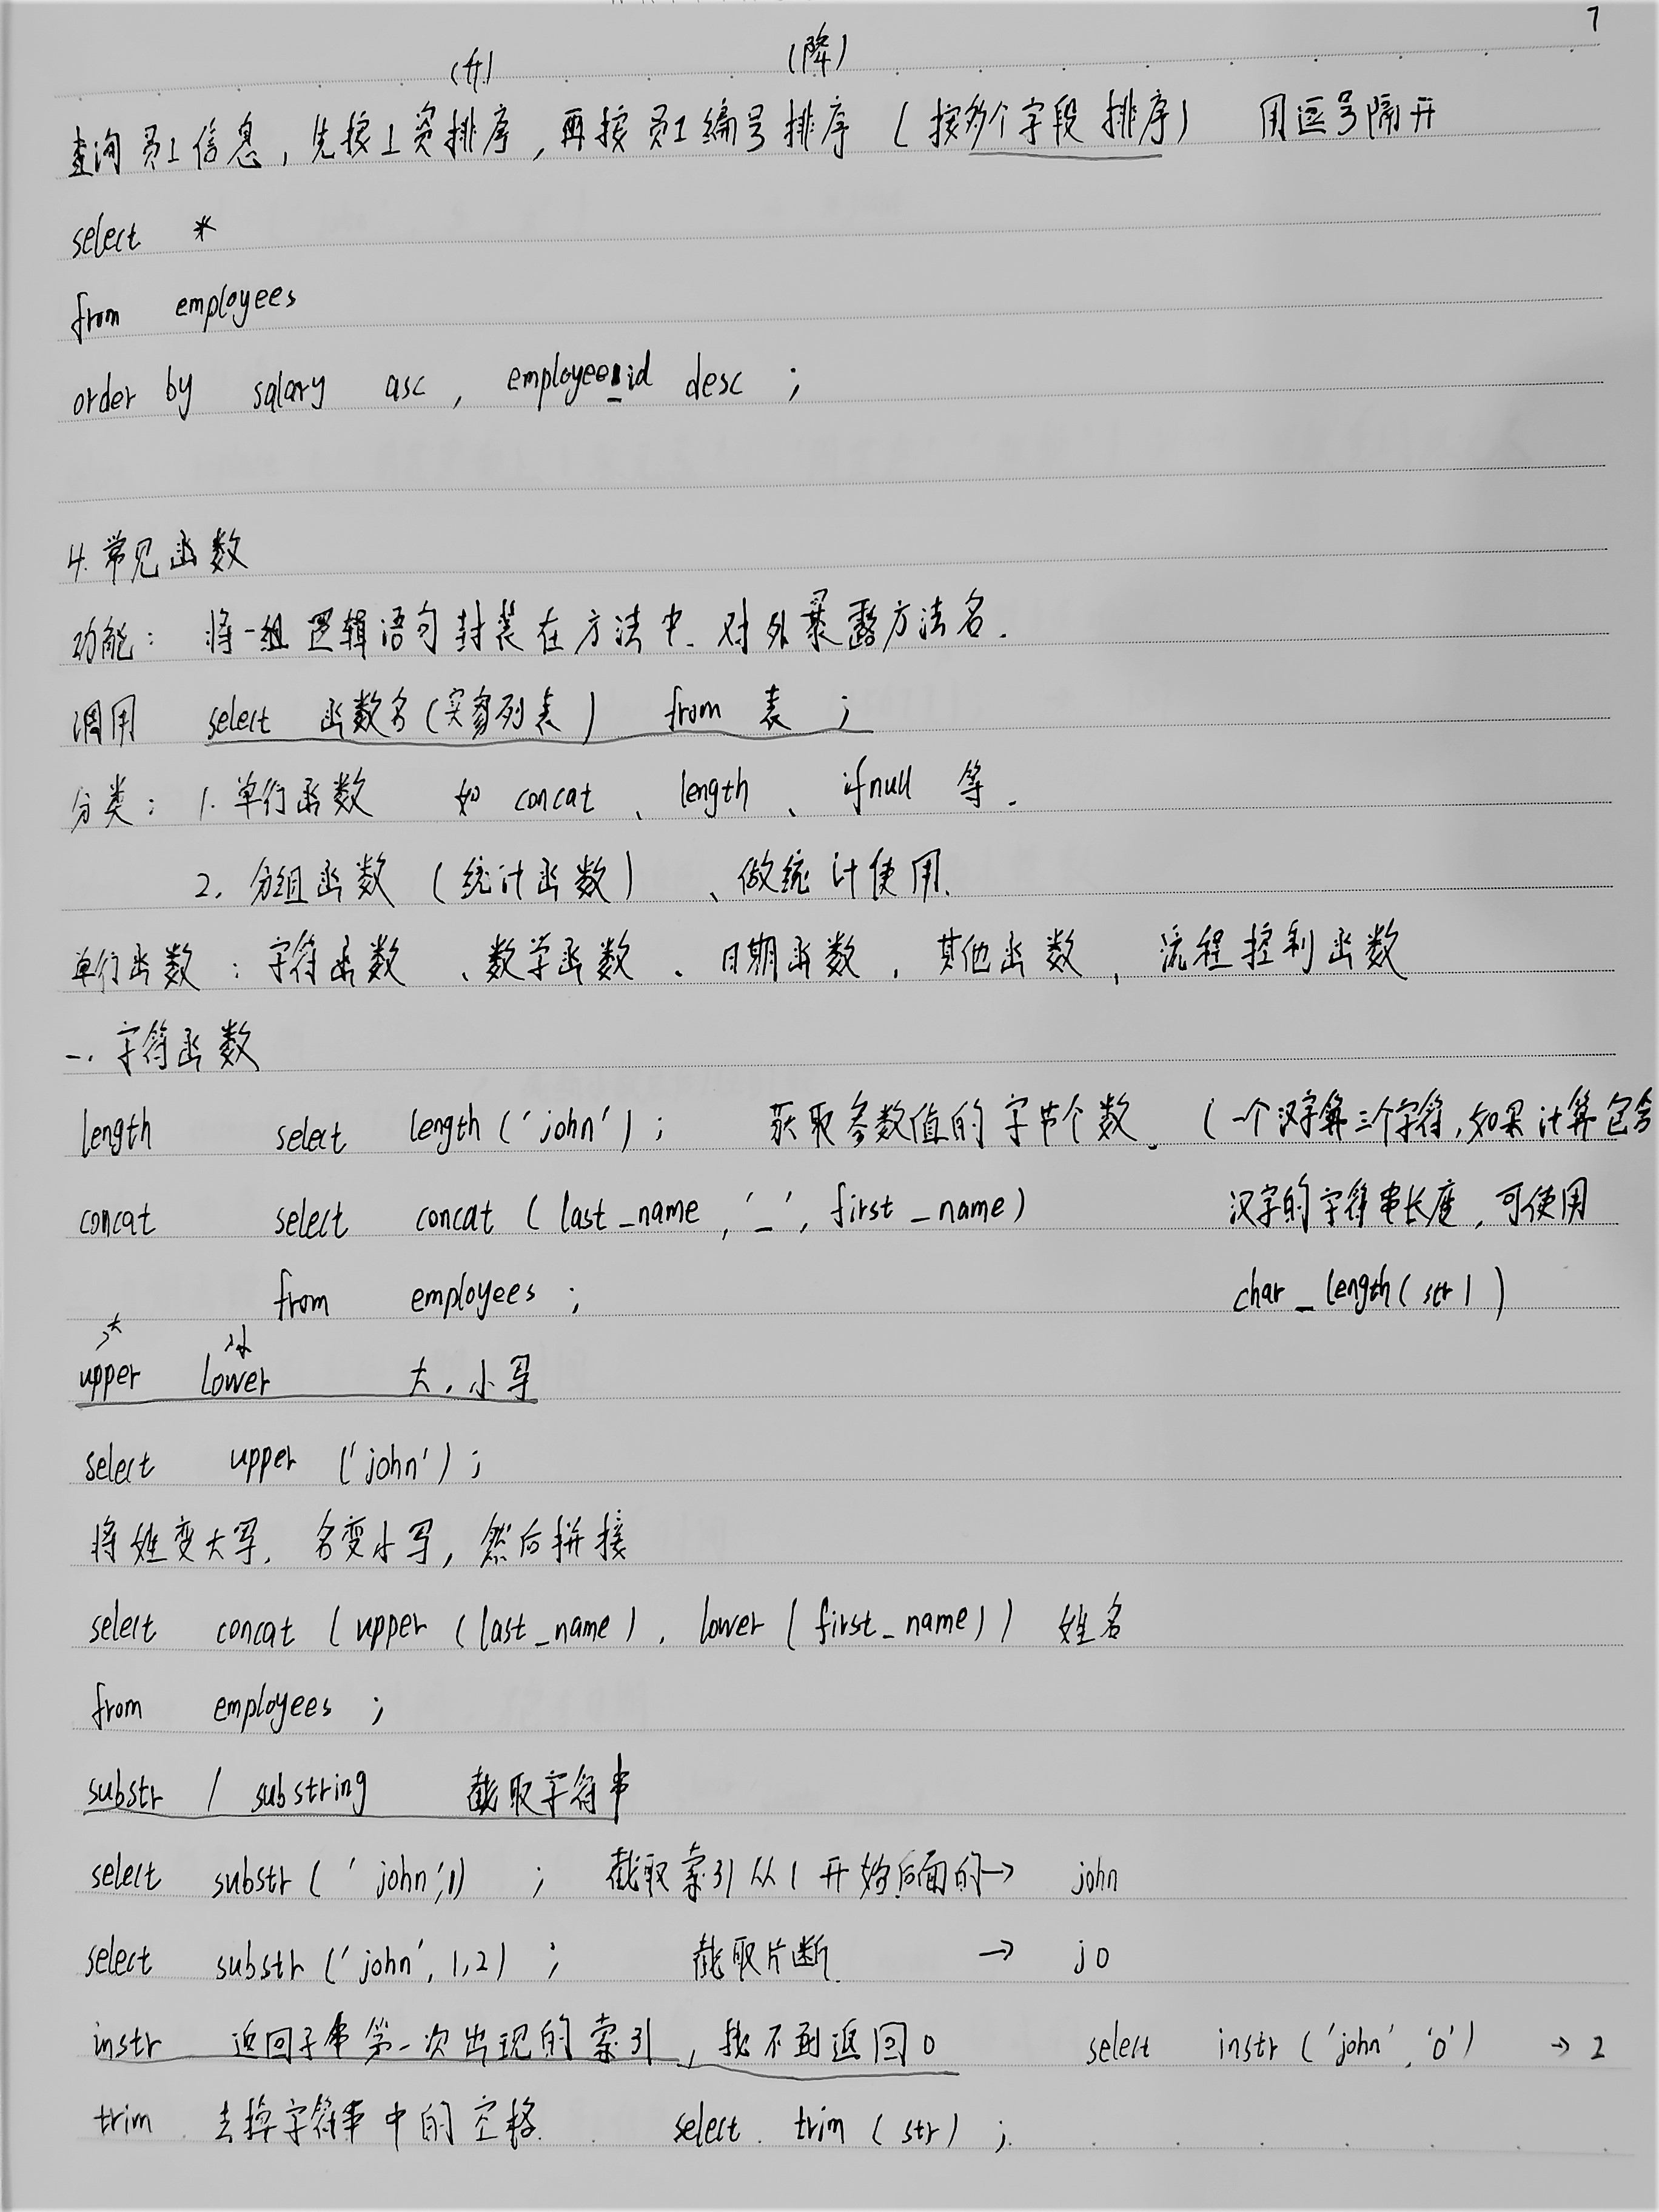 7
(升) (降)
查询员工信息,先按工资排序,再按员工编号排序 (按多个字段排序) 用逗号隔开
select *
from employees
order by salary asc , employee_id desc ;
4. 常见函数
功能: 将一组逻辑语句封装在方法中. 对外暴露方法名.
调用 select 函数名(实参列表) from 表 ;
分类: 1. 单行函数 如 concat 、 length 、 ifnull 等.
2. 分组函数 (统计函数) 、做统计使用.
单行函数 : 字符函数 、数学函数 、日期函数 , 其他函数 , 流程控制函数
一. 字符函数
length select length ('john') ; 获取参数值的字节个数. (一个汉字算三个字符,如果计算包含
concat select concat ( last_name , '_' , first_name) 汉字的字符串长度,可使用
from employees ; char_length( str1 )
upper lower 大.小写
select upper ('john') ;
将姓变大写, 名变小写, 然后拼接
select concat (upper (last_name) , lower (first_name)) 姓名
from employees ;
substr / substring 截取字符串
select substr ('john',1) ; 截取索引从1开始后面的→ john
select substr ('john', 1,2) ; 截取片断. → jo
instr 返回子串第一次出现的索引, 找不到返回0 select instr ('john', 'o') → 2
trim 去掉字符串中的空格. select trim (str) ;